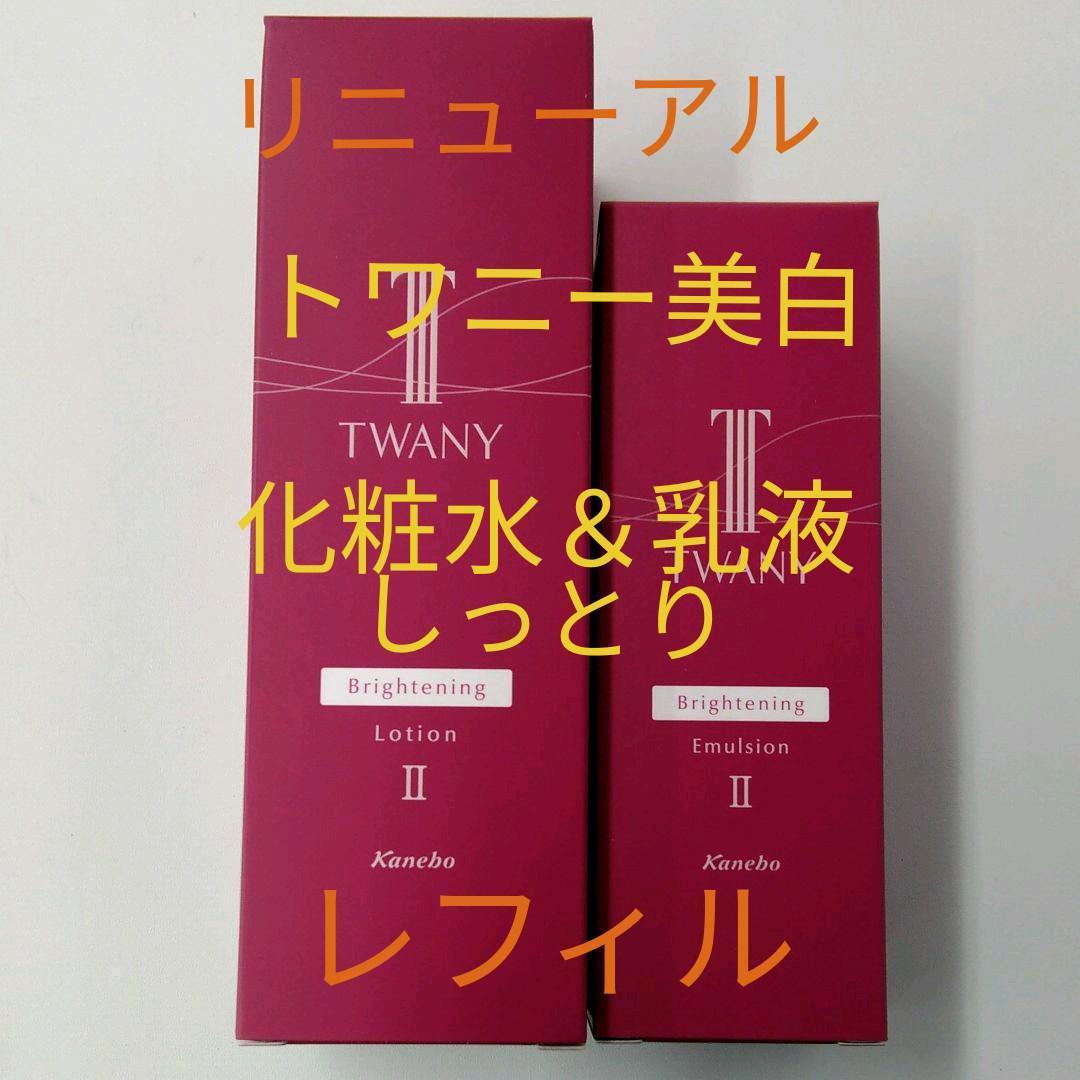 リニューアル
トワニー美白
TWANY
TWANY
化粧水&乳液
しっとり
Brightening
Lotion
II
Kanebo
Brightening
Emulsion
II
Kanebo
レフィル